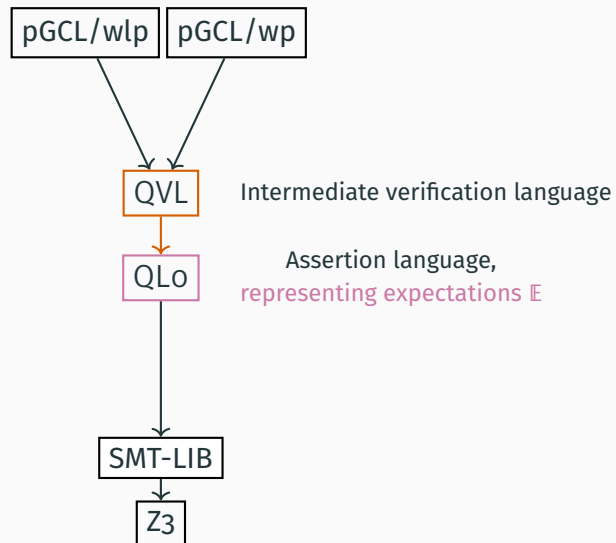 pGCL/wlp pGCL/wp
QVL Intermediate verification language
QLo Assertion language,
representing expectations 𝔼
SMT-LIB
Z3